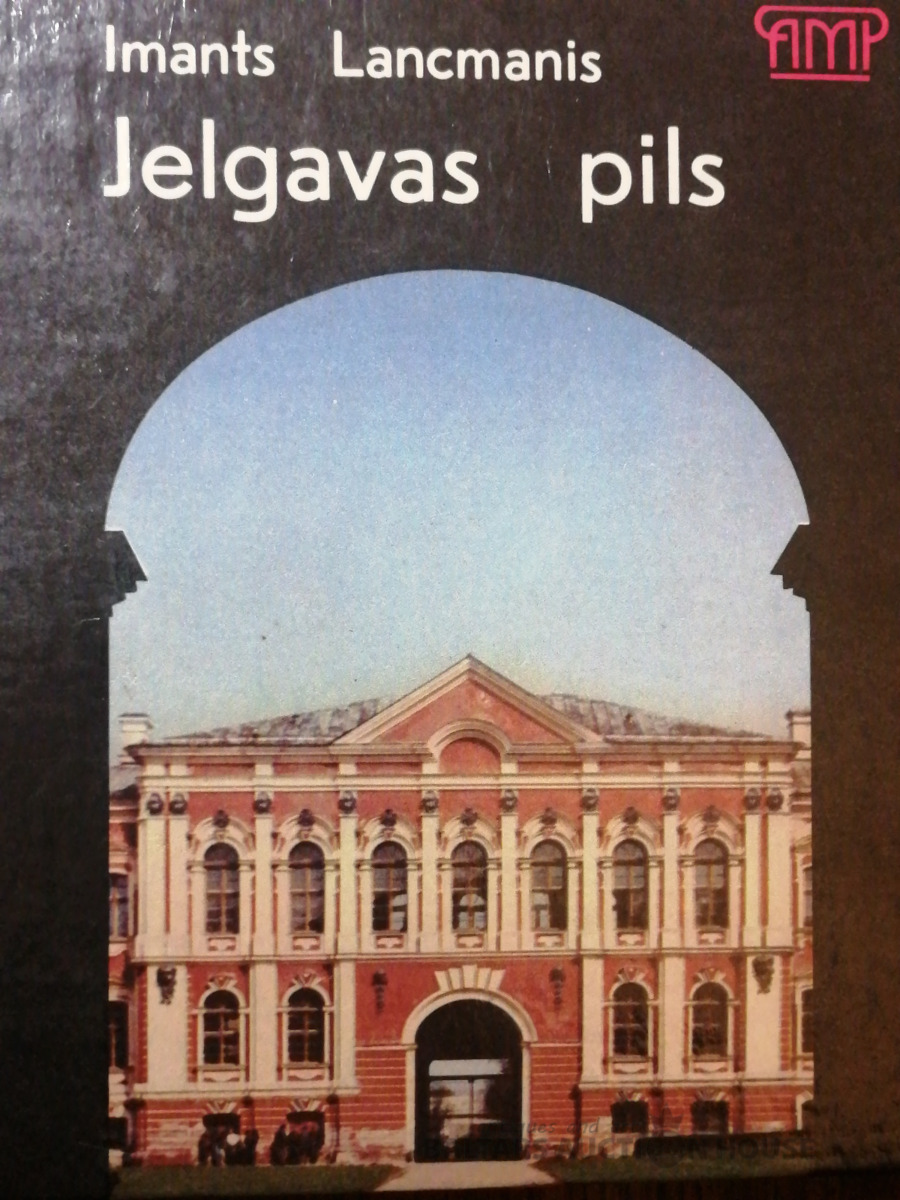 AMP
Imants Lancmanis
Jelgavas pils